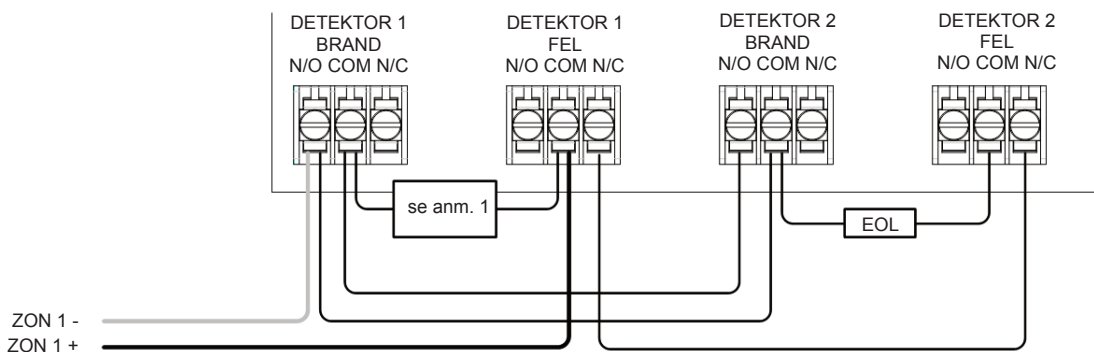 DETEKTOR 1
BRAND
N/O COM N/C
DETEKTOR 1
FEL
N/O COM N/C
DETEKTOR 2
BRAND
N/O COM N/C
DETEKTOR 2
FEL
N/O COM N/C
se anm. 1
EOL
ZON 1 -
ZON 1 +